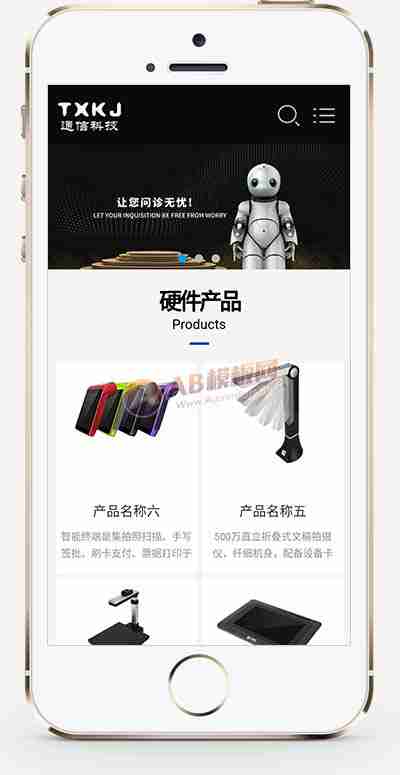 TXKJ
通信科技
让您问诊无忧！
LET YOUR INQUISITION BE FREE FROM WORRY
硬件产品
Products
AB模板网
产品名称六
智能终端是集拍照扫描、手写
签批、刷卡支付、票据打印于
产品名称五
500万直立折叠式文稿拍摄
仪，纤细机身，配备设备卡